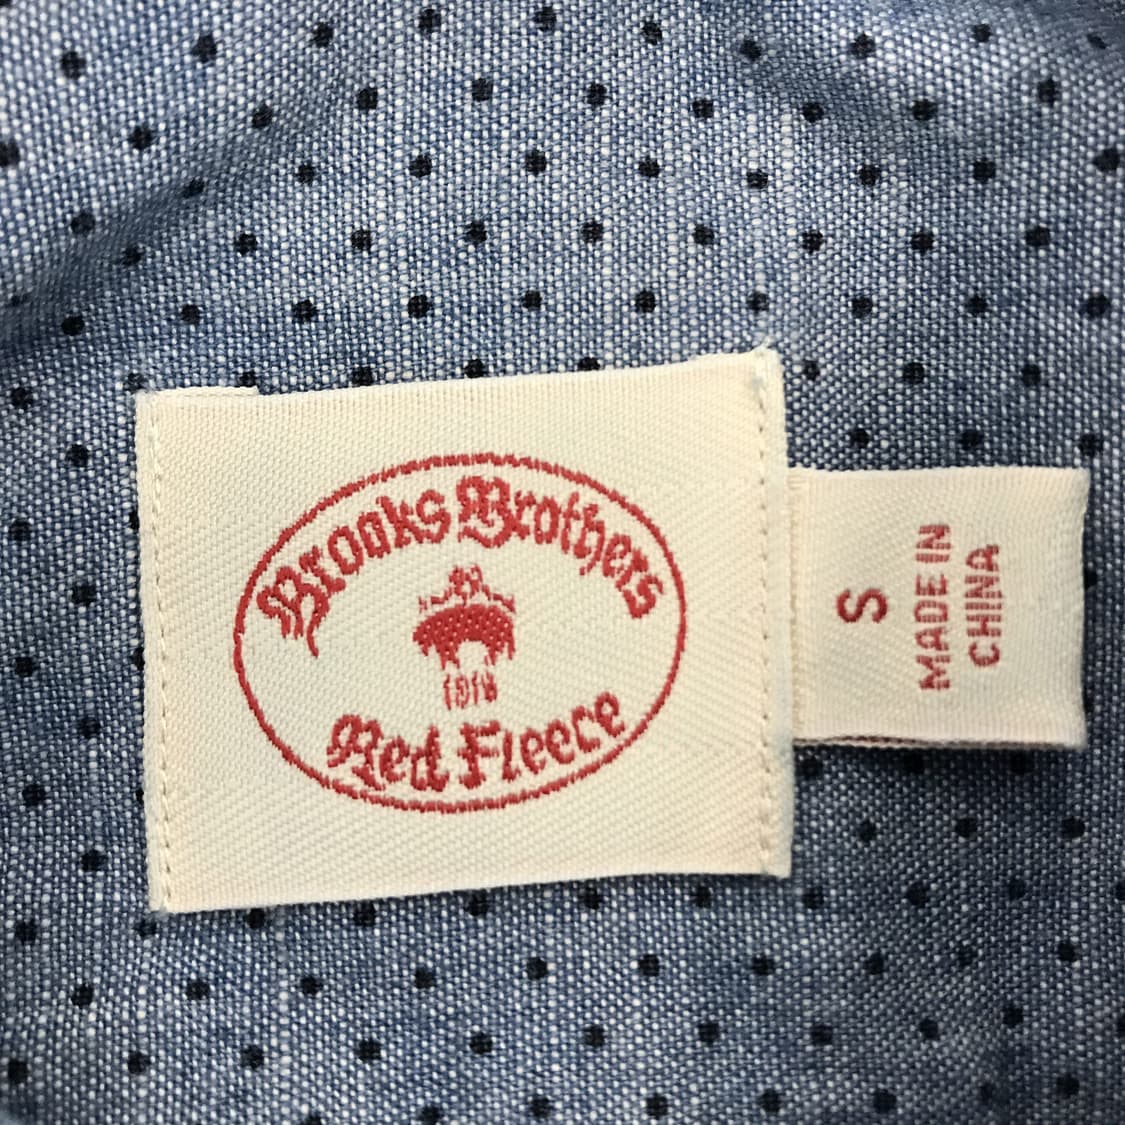 Brooks Brothers
1818
Red Fleece
S
MADE IN
CHINA